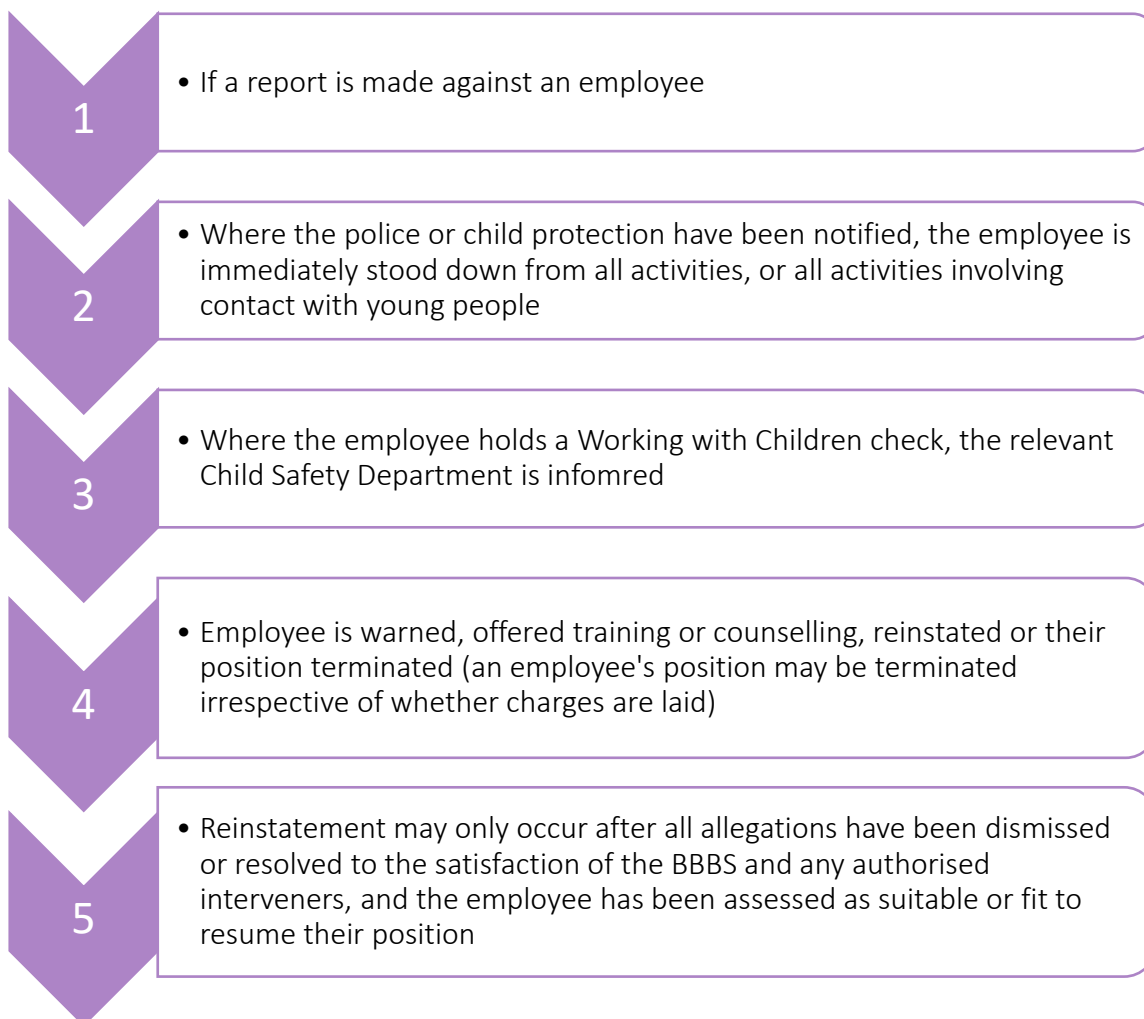 1
• If a report is made against an employee
2
• Where the police or child protection have been notified, the employee is
immediately stood down from all activities, or all activities involving
contact with young people
3
• Where the employee holds a Working with Children check, the relevant
Child Safety Department is infomred
4
• Employee is warned, offered training or counselling, reinstated or their
position terminated (an employee's position may be terminated
irrespective of whether charges are laid)
5
• Reinstatement may only occur after all allegations have been dismissed
or resolved to the satisfaction of the BBBS and any authorised
interveners, and the employee has been assessed as suitable or fit to
resume their position